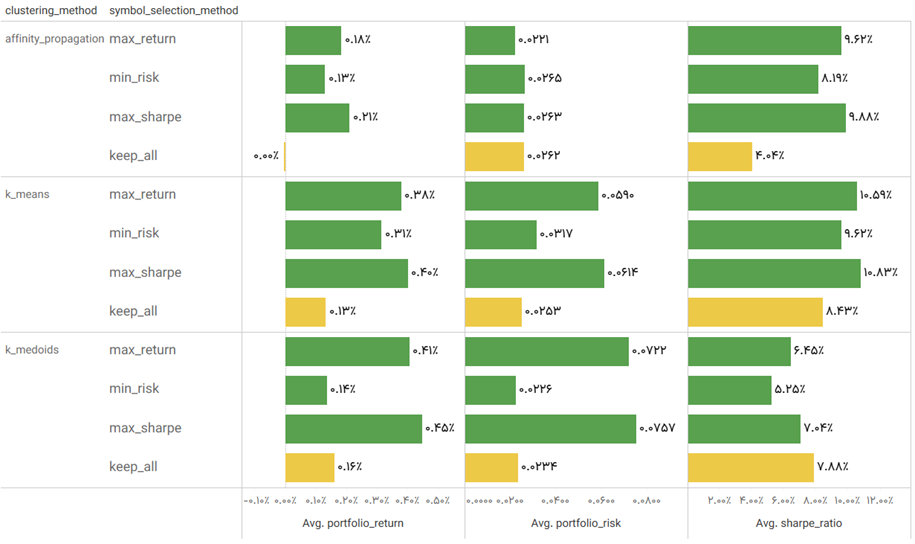 clustering_method symbol_selection_method
affinity_propagation max_return ۰.۱۸٪ ۰.۰۲۲۱ ۹.۶۲٪
min_risk ۰.۱۳٪ ۰.۰۲۶۵ ۸.۱۹٪
max_sharpe ۰.۲۱٪ ۰.۰۲۶۳ ۹.۸۸٪
keep_all ۰.۰۰٪ ۰.۰۲۶۲ ۴.۰۴٪
k_means max_return ۰.۳۸٪ ۰.۰۵۹۰ ۱۰.۵۹٪
min_risk ۰.۳۱٪ ۰.۰۳۱۷ ۹.۶۲٪
max_sharpe ۰.۴۰٪ ۰.۰۶۱۴ ۱۰.۸۳٪
keep_all ۰.۱۳٪ ۰.۰۲۵۳ ۸.۴۳٪
k_medoids max_return ۰.۴۱٪ ۰.۰۷۲۲ ۶.۴۵٪
min_risk ۰.۱۴٪ ۰.۰۲۲۶ ۵.۲۵٪
max_sharpe ۰.۴۵٪ ۰.۰۷۵۷ ۷.۰۴٪
keep_all ۰.۱۶٪ ۰.۰۲۳۴ ۷.۸۸٪
-۰.۱۰٪ ۰.۰۰٪ ۰.۱۰٪ ۰.۲۰٪ ۰.۳۰٪ ۰.۴۰٪ ۰.۵۰٪ ۰.۰۰۰۰ ۰.۰۲۰۰ ۰.۰۴۰۰ ۰.۰۶۰۰ ۰.۰۸۰۰ ۲.۰۰٪ ۴.۰۰٪ ۶.۰۰٪ ۸.۰۰٪ ۱۰.۰۰٪ ۱۲.۰۰٪
Avg. portfolio_return Avg. portfolio_risk Avg. sharpe_ratio